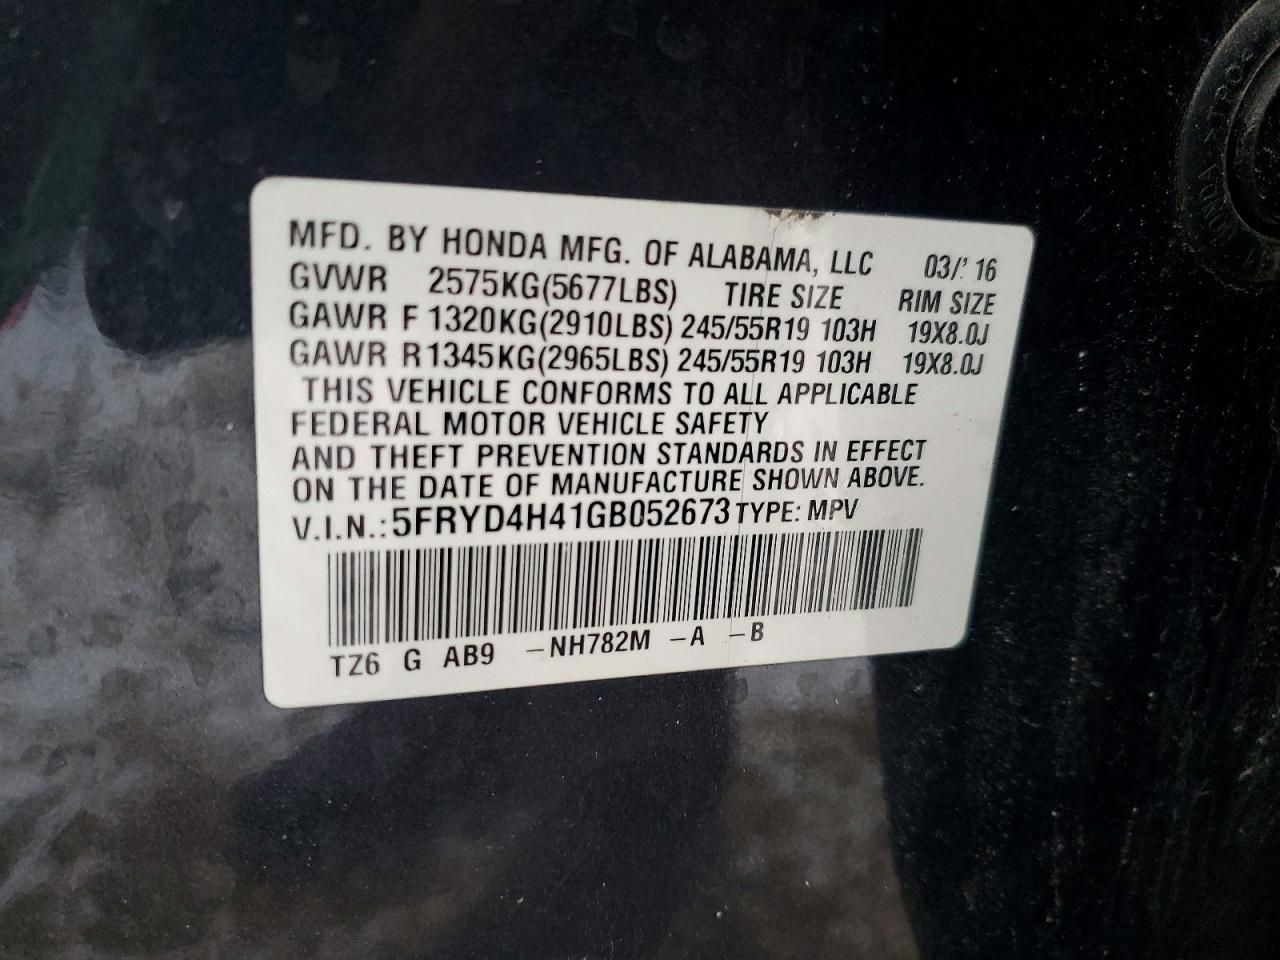 MFD. BY HONDA MFG. OF ALABAMA, LLC 03/' 16
GVWR 2575KG(5677LBS) TIRE SIZE RIM SIZE
GAWR F 1320KG(2910LBS) 245/55R19 103H 19X8.0J
GAWR R 1345KG(2965LBS) 245/55R19 103H 19X8.0J
THIS VEHICLE CONFORMS TO ALL APPLICABLE
FEDERAL MOTOR VEHICLE SAFETY
AND THEFT PREVENTION STANDARDS IN EFFECT
ON THE DATE OF MANUFACTURE SHOWN ABOVE.
V.I.N.: 5FRYD4H41GB052673 TYPE: MPV
TZ6 G AB9 -NH782M -A -B